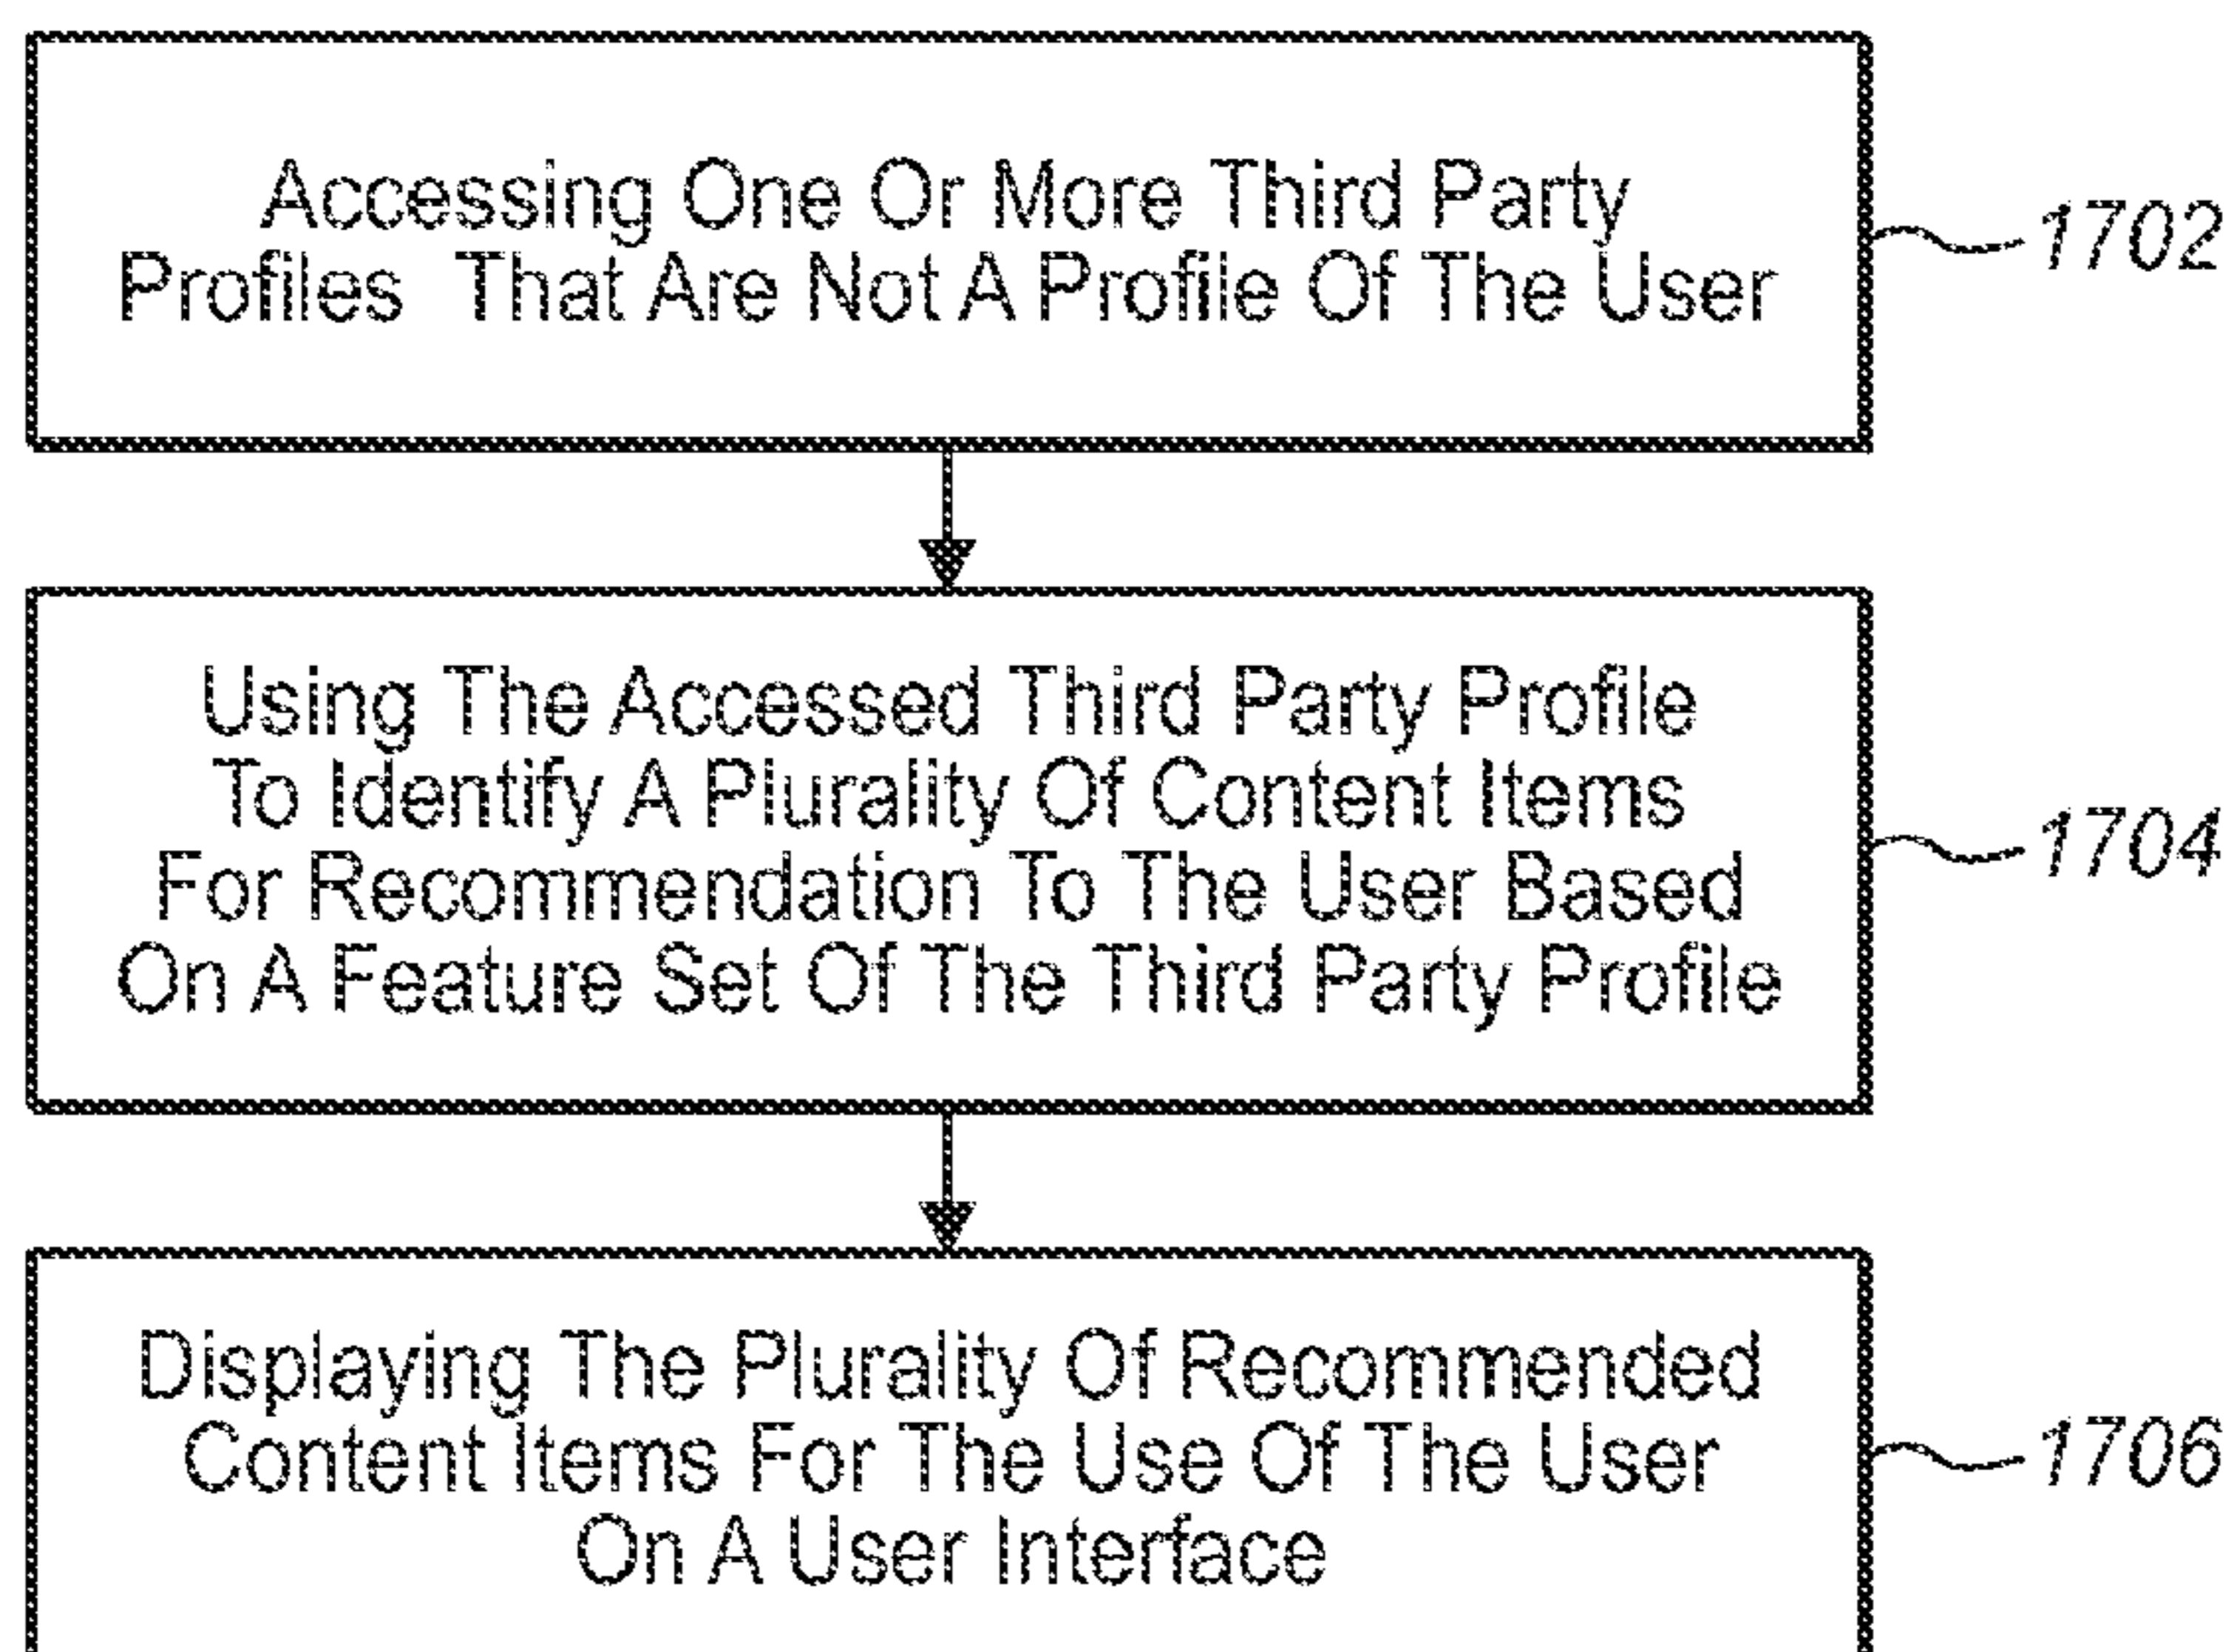 Accessing One Or More Third Party
Profiles That Are Not A Profile Of The User
1702
Using The Accessed Third Party Profile
To Identify A Plurality Of Content Items
For Recommendation To The User Based
On A Feature Set Of The Third Party Profile
1704
Displaying The Plurality Of Recommended
Content Items For The Use Of The User
On A User Interface
1706